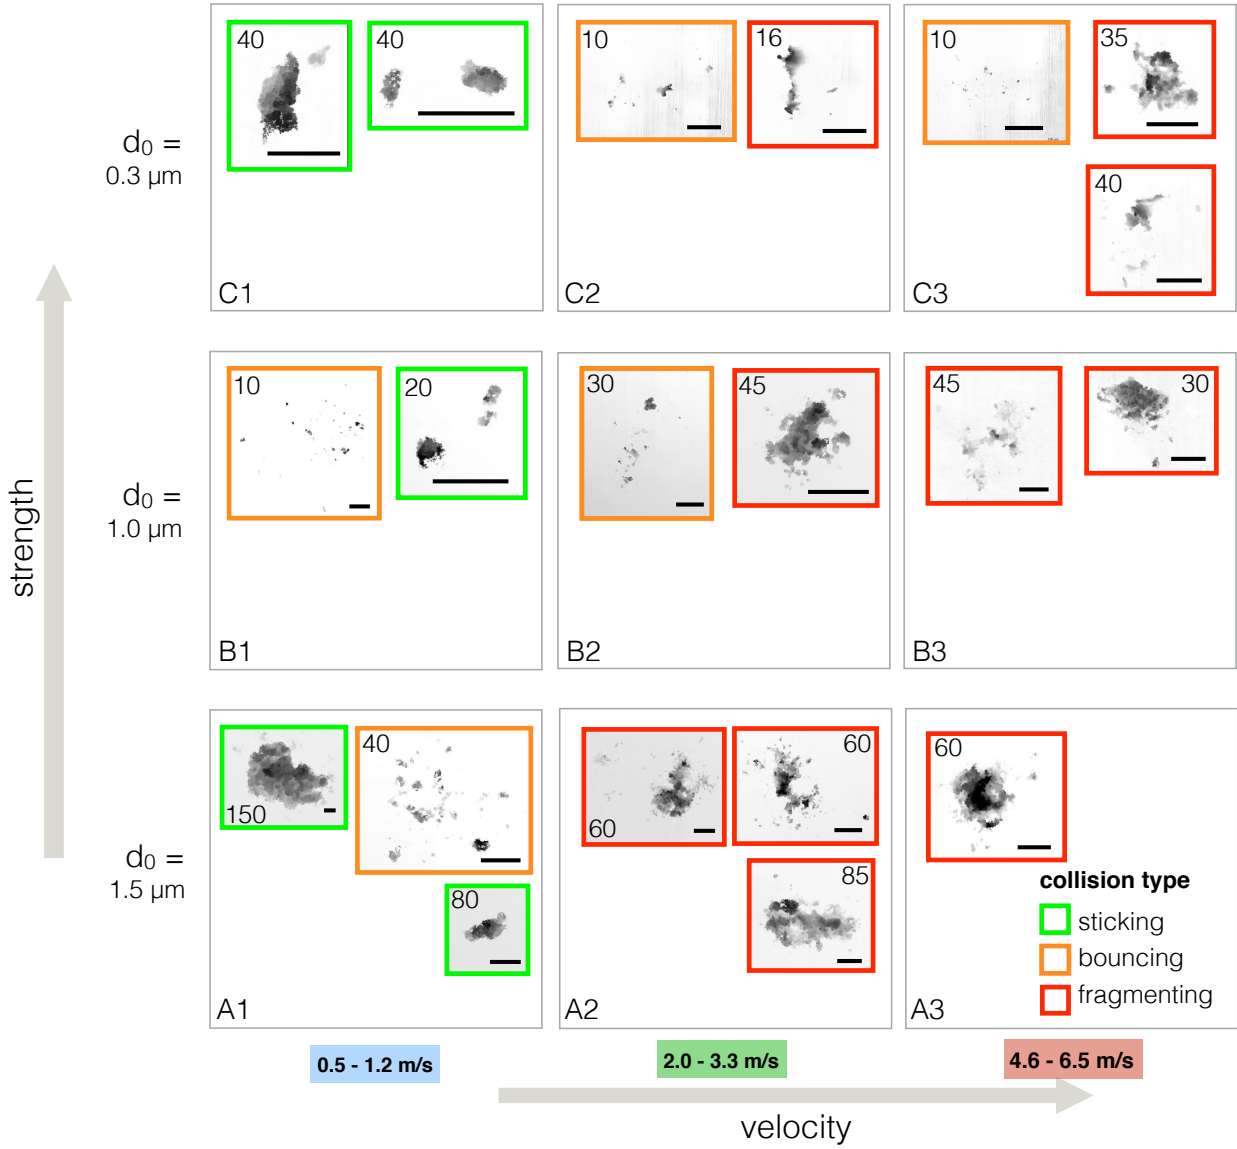 40
40
10
16
10
35
d₀ =
0.3 µm
40
C1
C2
C3
10
20
30
45
45
30
strength
d₀ =
1.0 µm
B1
B2
B3
150
40
60
60
60
80
85
d₀ =
1.5 µm
collision type
sticking
bouncing
fragmenting
A1
A2
A3
0.5 - 1.2 m/s
2.0 - 3.3 m/s
4.6 - 6.5 m/s
velocity